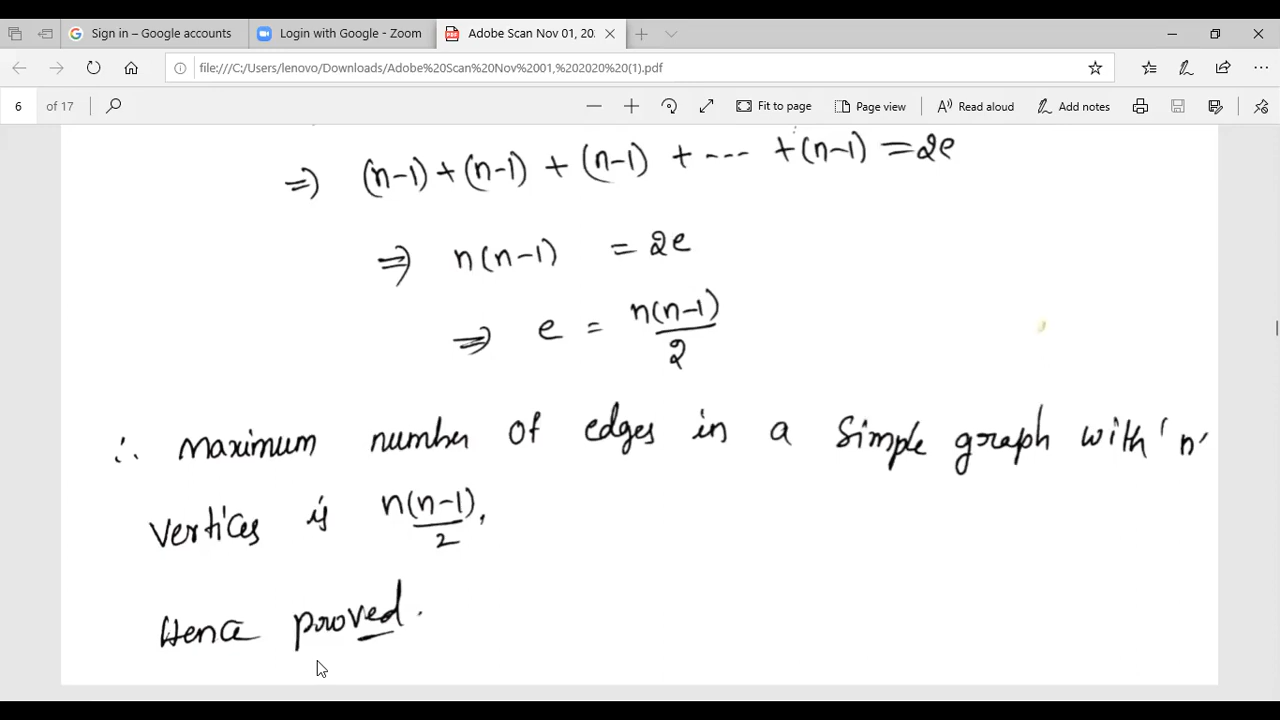 Sign in – Google accounts
Login with Google - Zoom
Adobe Scan Nov 01, 202
file:///C:/Users/lenovo/Downloads/Adobe%20Scan%20Nov%2001,%202020%20(1).pdf
6 of 17
Fit to page
Page view
Read aloud
Add notes
⇒ (n-1)+(n-1) + (n-1) + --- +(n-1) = 2e
⇒ n(n-1) = 2e
⇒ e = n(n-1)/2
∴ maximum number of edges in a simple graph with 'n'
vertices is n(n-1)/2,
Hence proved.